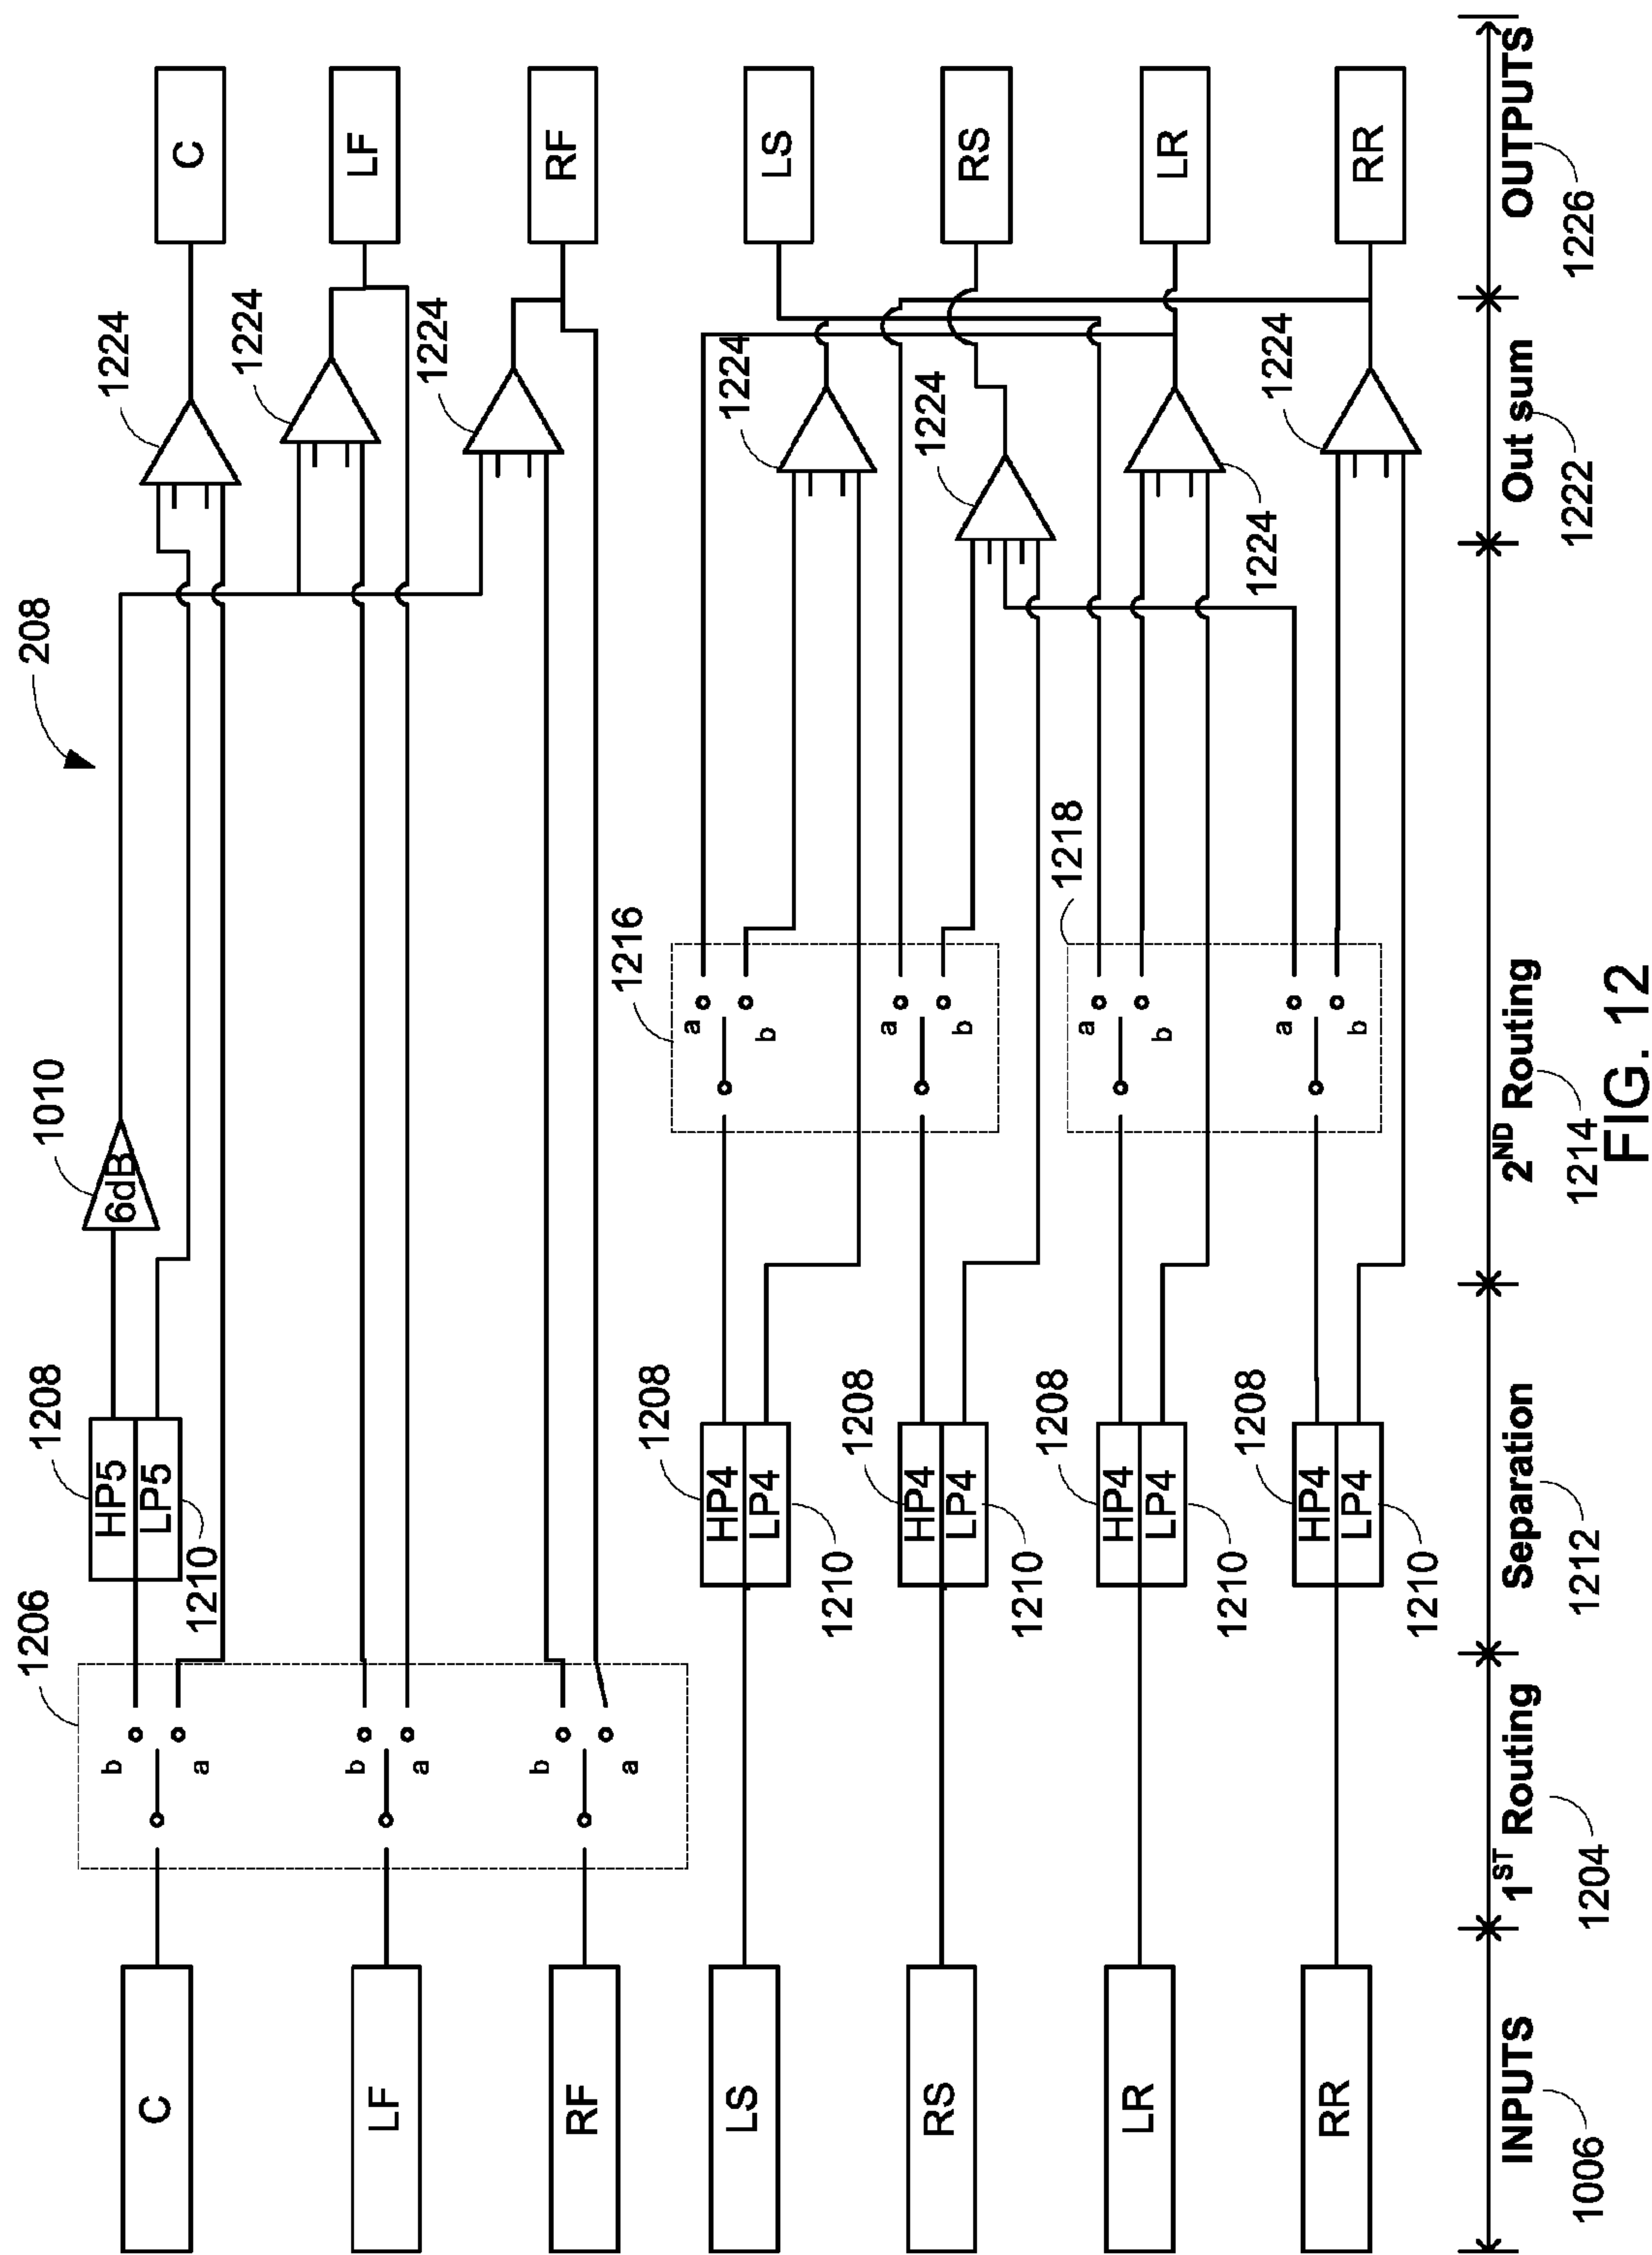 208
C
b
a
1206
HP5
LP5
1208
1210
6dB
1010
1224
C
LF
b
a
1224
LF
RF
b
a
1224
RF
LS
HP4
LP4
1208
1210
a
b
1216
1224
LS
RS
HP4
LP4
1208
1210
a
b
1224
RS
LR
HP4
LP4
1208
1210
a
b
1218
1224
LR
RR
HP4
LP4
1208
1210
a
b
1224
RR
INPUTS 1ST Routing Separation 2ND Routing Out sum OUTPUTS
1006 1204 1212 1214 1222 1226
FIG. 12